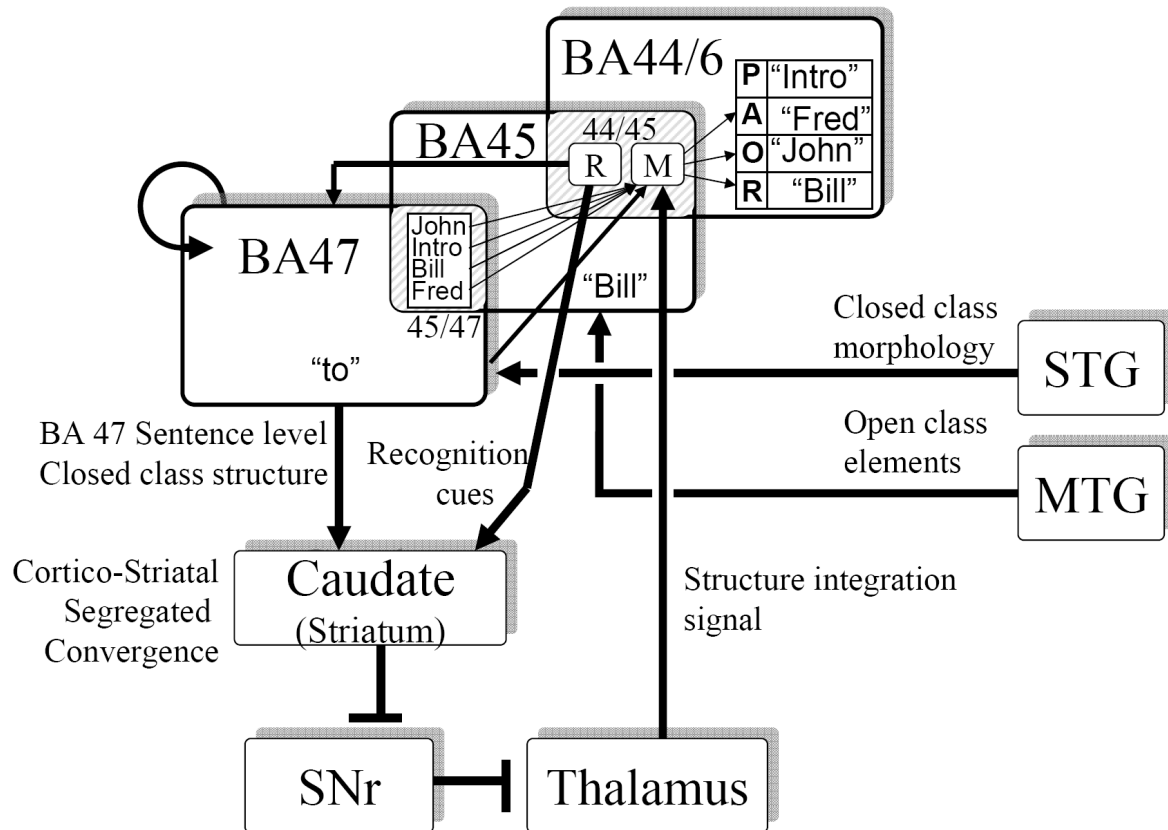 BA44/6
P "Intro"
A "Fred"
O "John"
R "Bill"
BA45
44/45
R M
BA47
John
Intro
Bill
Fred
45/47
"Bill"
"to"
Closed class
morphology
STG
Open class
elements
MTG
BA 47 Sentence level
Closed class structure
Recognition
cues
Cortico-Striatal
Segregated
Convergence
Caudate
(Striatum)
Structure integration
signal
SNr
Thalamus